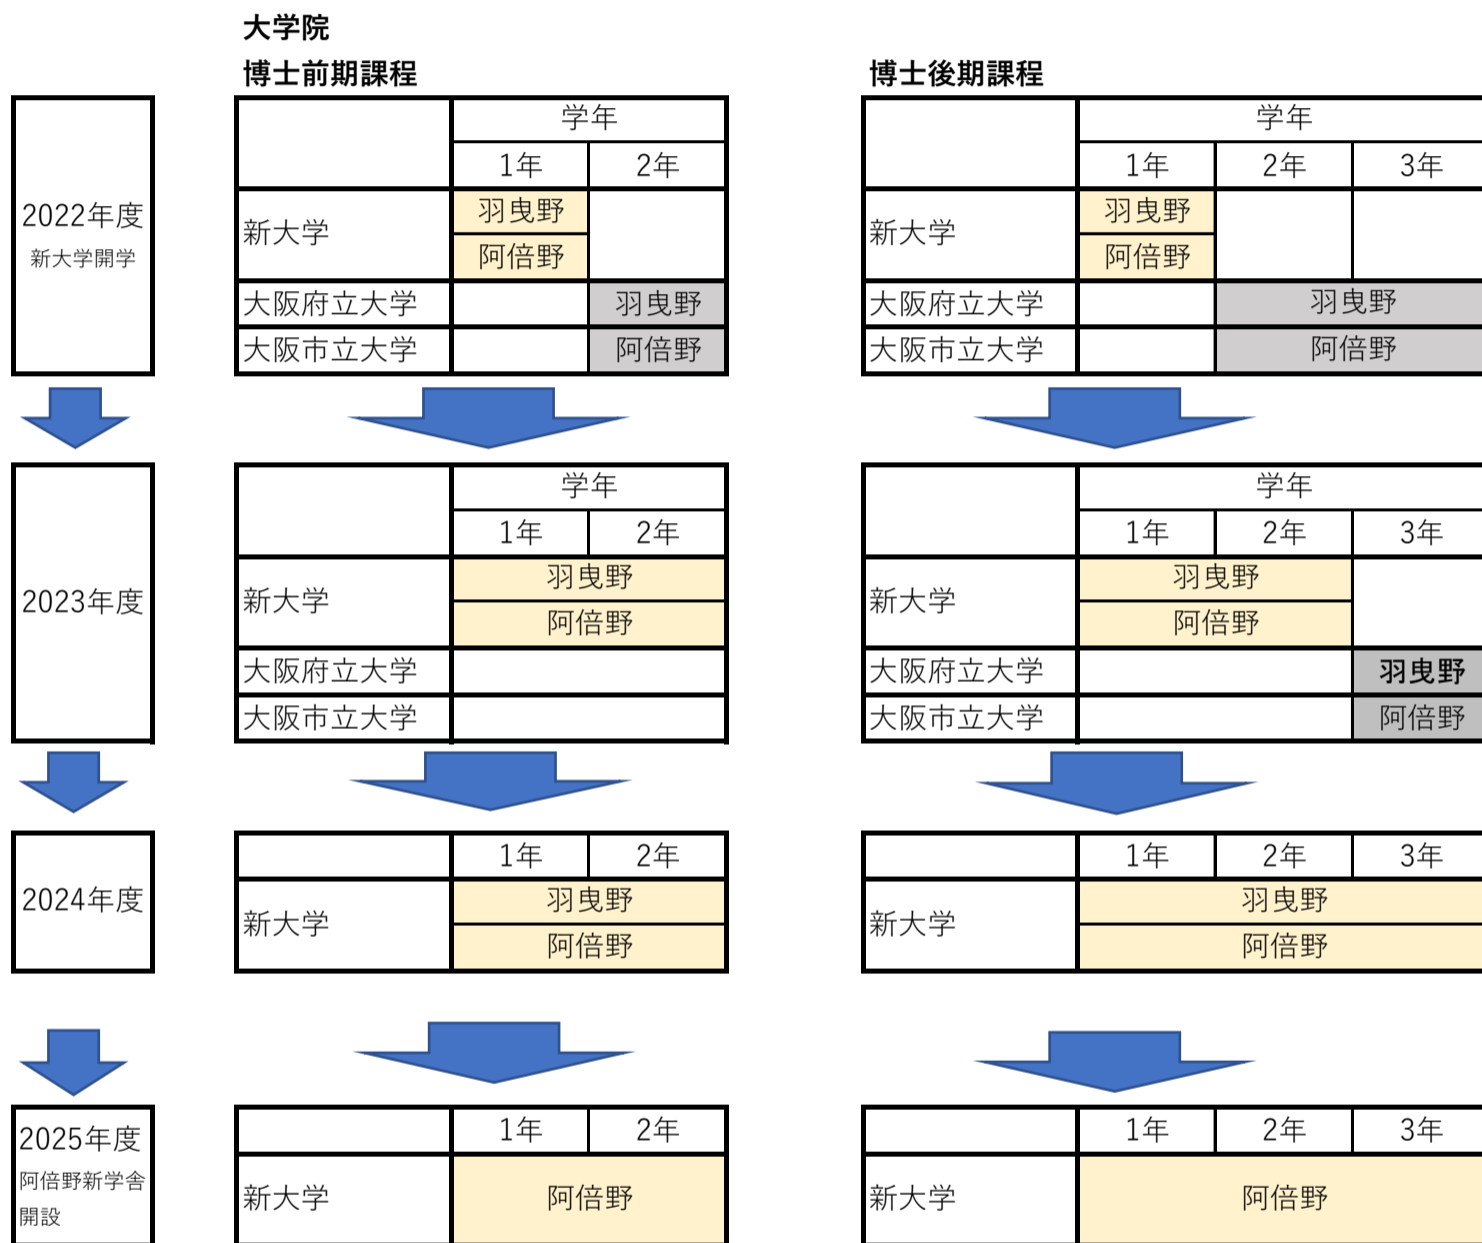 大学院
博士前期課程
博士後期課程
2022年度
新大学開学
学年
1年 2年
新大学
羽曳野
阿倍野
大阪府立大学 羽曳野
大阪市立大学 阿倍野
学年
1年 2年 3年
新大学
羽曳野
阿倍野
大阪府立大学 羽曳野
大阪市立大学 阿倍野
2023年度
学年
1年 2年
新大学
羽曳野
阿倍野
大阪府立大学
大阪市立大学
学年
1年 2年 3年
新大学
羽曳野
阿倍野
大阪府立大学 羽曳野
大阪市立大学 阿倍野
2024年度
1年 2年
新大学
羽曳野
阿倍野
1年 2年 3年
新大学
羽曳野
阿倍野
2025年度
阿倍野新学舎
開設
1年 2年
新大学 阿倍野
1年 2年 3年
新大学 阿倍野